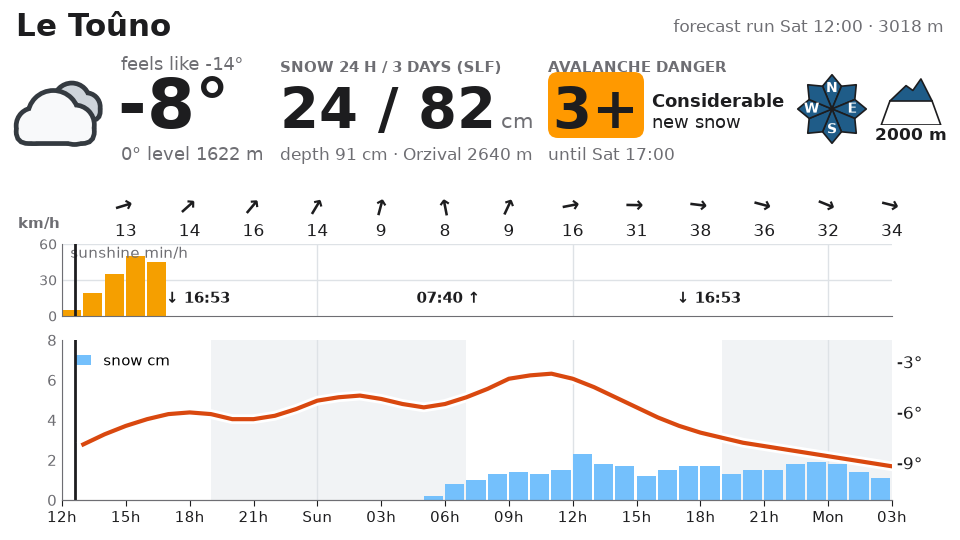 Le Toûno
forecast run Sat 12:00 · 3018 m
feels like -14°
-8°
0° level 1622 m
SNOW 24 H / 3 DAYS (SLF)
24 / 82 cm
depth 91 cm · Orzival 2640 m
AVALANCHE DANGER
3+
Considerable
new snow
until Sat 17:00
N
W E
S
2000 m
km/h
13 14 16 14 9 8 9 16 31 38 36 32 34
60
sunshine min/h
30
↓ 16:53 07:40 ↑ ↓ 16:53
0
8
snow cm
-3°
6
-6°
4
2
-9°
0
12h 15h 18h 21h Sun 03h 06h 09h 12h 15h 18h 21h Mon 03h